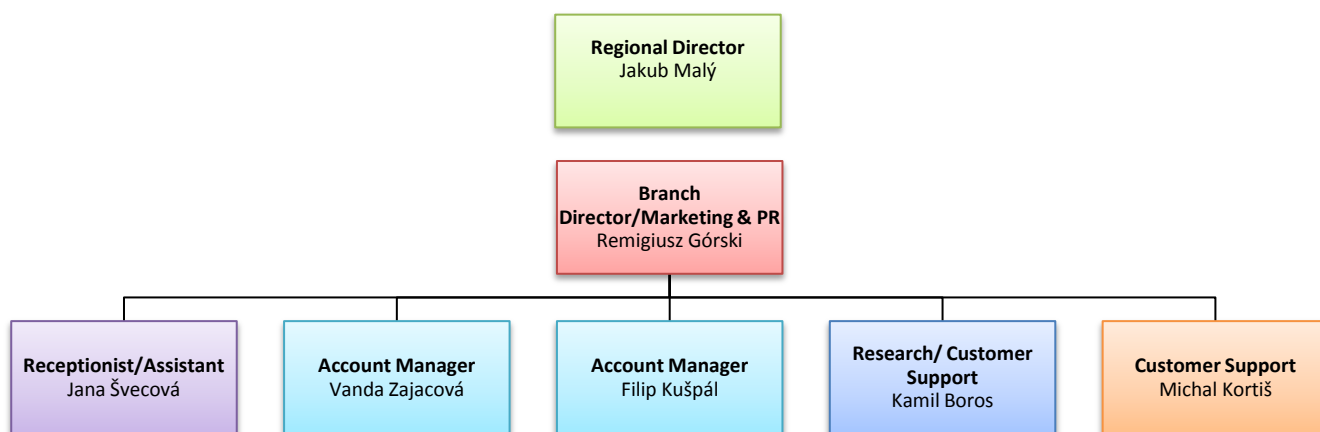 Regional Director
Jakub Malý
Branch
Director/Marketing & PR
Remigiusz Górski
Receptionist/Assistant
Jana Švecová
Account Manager
Vanda Zajacová
Account Manager
Filip Kušpál
Research/ Customer
Support
Kamil Boros
Customer Support
Michal Kortiš